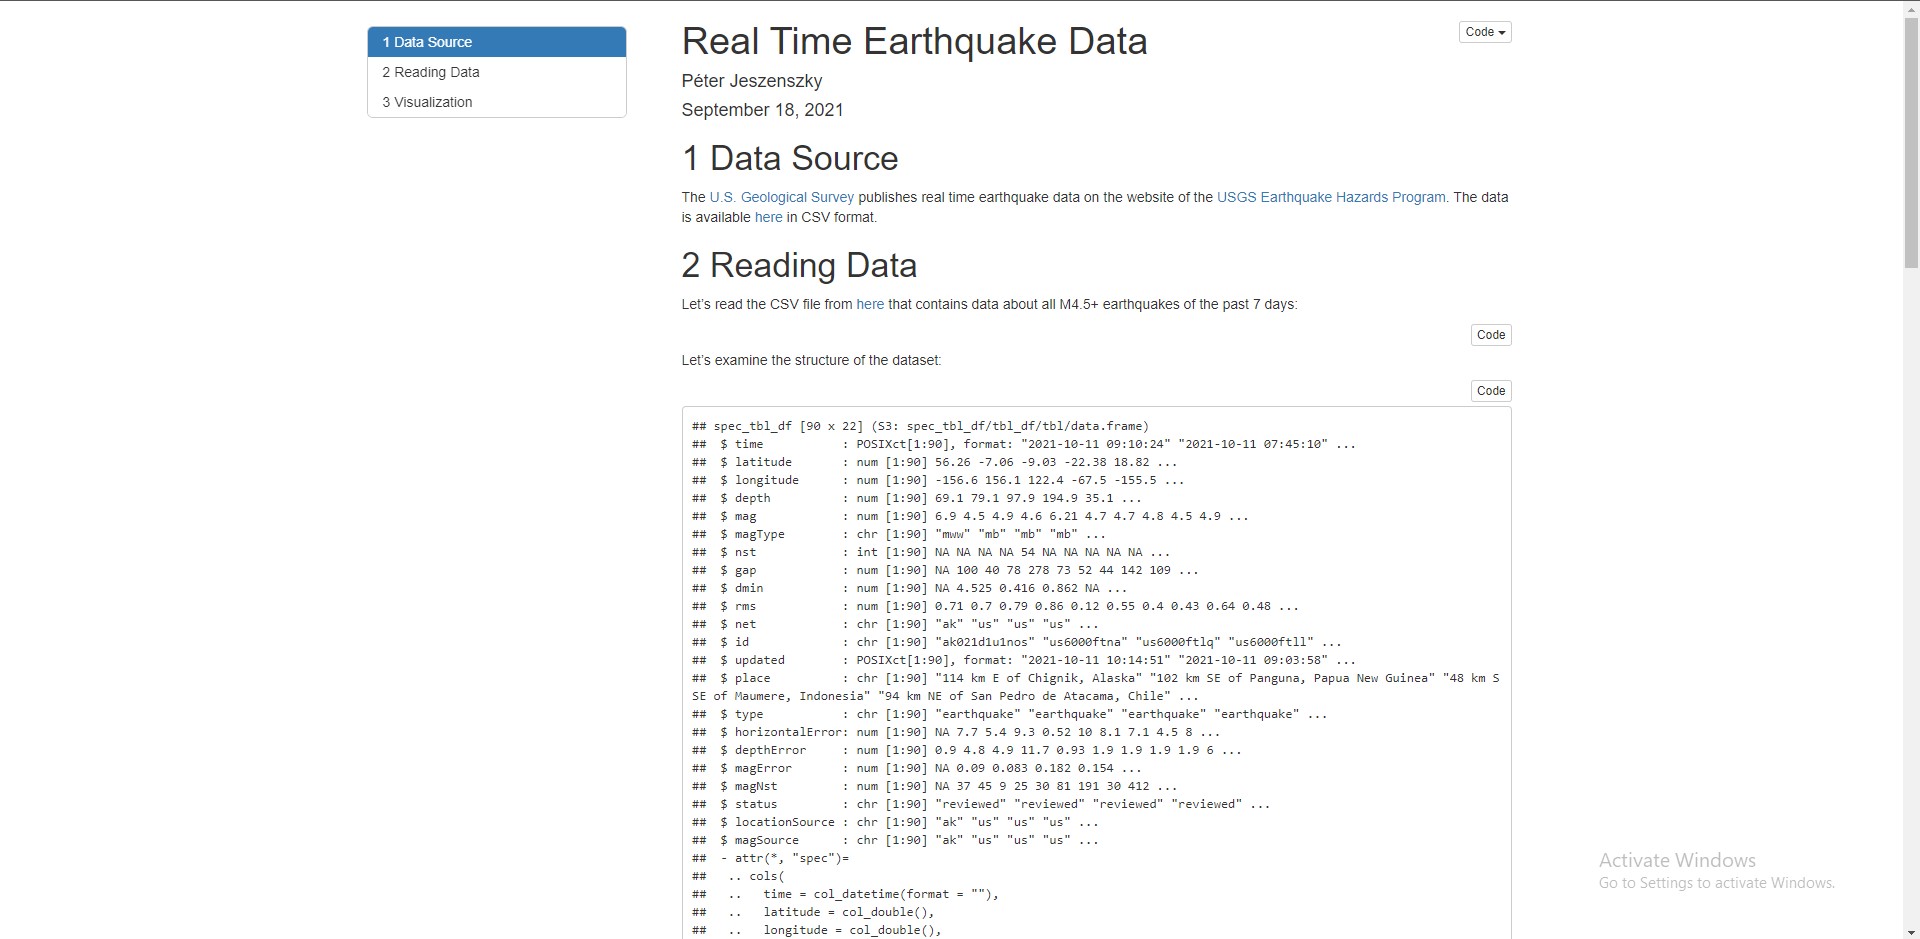 1 Data Source
2 Reading Data
3 Visualization
Real Time Earthquake Data
Code
Péter Jeszenszky
September 18, 2021
1 Data Source
The U.S. Geological Survey publishes real time earthquake data on the website of the USGS Earthquake Hazards Program. The data
is available here in CSV format.
2 Reading Data
Let's read the CSV file from here that contains data about all M4.5+ earthquakes of the past 7 days:
Code
Let's examine the structure of the dataset:
Code
## spec_tbl_df [90 x 22] (S3: spec_tbl_df/tbl_df/tbl/data.frame)
##  $ time           : POSIXct[1:90], format: "2021-10-11 09:10:24" "2021-10-11 07:45:10" ...
##  $ latitude       : num [1:90] 56.26 -7.06 -9.03 -22.38 18.82 ...
##  $ longitude      : num [1:90] -156.6 156.1 122.4 -67.5 -155.5 ...
##  $ depth          : num [1:90] 69.1 79.1 97.9 194.9 35.1 ...
##  $ mag            : num [1:90] 6.9 4.5 4.9 4.6 6.21 4.7 4.7 4.8 4.5 4.9 ...
##  $ magType        : chr [1:90] "mww" "mb" "mb" "mb" ...
##  $ nst            : int [1:90] NA NA NA NA 54 NA NA NA NA NA ...
##  $ gap            : num [1:90] NA 100 40 78 278 73 52 44 142 109 ...
##  $ dmin           : num [1:90] NA 4.525 0.416 0.862 NA ...
##  $ rms            : num [1:90] 0.71 0.7 0.79 0.86 0.12 0.55 0.4 0.43 0.64 0.48 ...
##  $ net            : chr [1:90] "ak" "us" "us" "us" ...
##  $ id             : chr [1:90] "ak021d1u1nos" "us6000ftna" "us6000ftlq" "us6000ftll" ...
##  $ updated        : POSIXct[1:90], format: "2021-10-11 10:14:51" "2021-10-11 09:03:58" ...
##  $ place          : chr [1:90] "114 km E of Chignik, Alaska" "102 km SE of Panguna, Papua New Guinea" "48 km S
SE of Maumere, Indonesia" "94 km NE of San Pedro de Atacama, Chile" ...
##  $ type           : chr [1:90] "earthquake" "earthquake" "earthquake" "earthquake" ...
##  $ horizontalError: num [1:90] NA 7.7 5.4 9.3 0.52 10 8.1 7.1 4.5 8 ...
##  $ depthError     : num [1:90] 0.9 4.8 4.9 11.7 0.93 1.9 1.9 1.9 1.9 6 ...
##  $ magError       : num [1:90] NA 0.09 0.083 0.182 0.154 ...
##  $ magNst         : num [1:90] NA 37 45 9 25 30 81 191 30 412 ...
##  $ status         : chr [1:90] "reviewed" "reviewed" "reviewed" "reviewed" ...
##  $ locationSource : chr [1:90] "ak" "us" "us" "us" ...
##  $ magSource      : chr [1:90] "ak" "us" "us" "us" ...
##  - attr(*, "spec")=
##   .. cols(
##   ..   time = col_datetime(format = ""),
##   ..   latitude = col_double(),
##   ..   longitude = col_double(),
Activate Windows
Go to Settings to activate Windows.